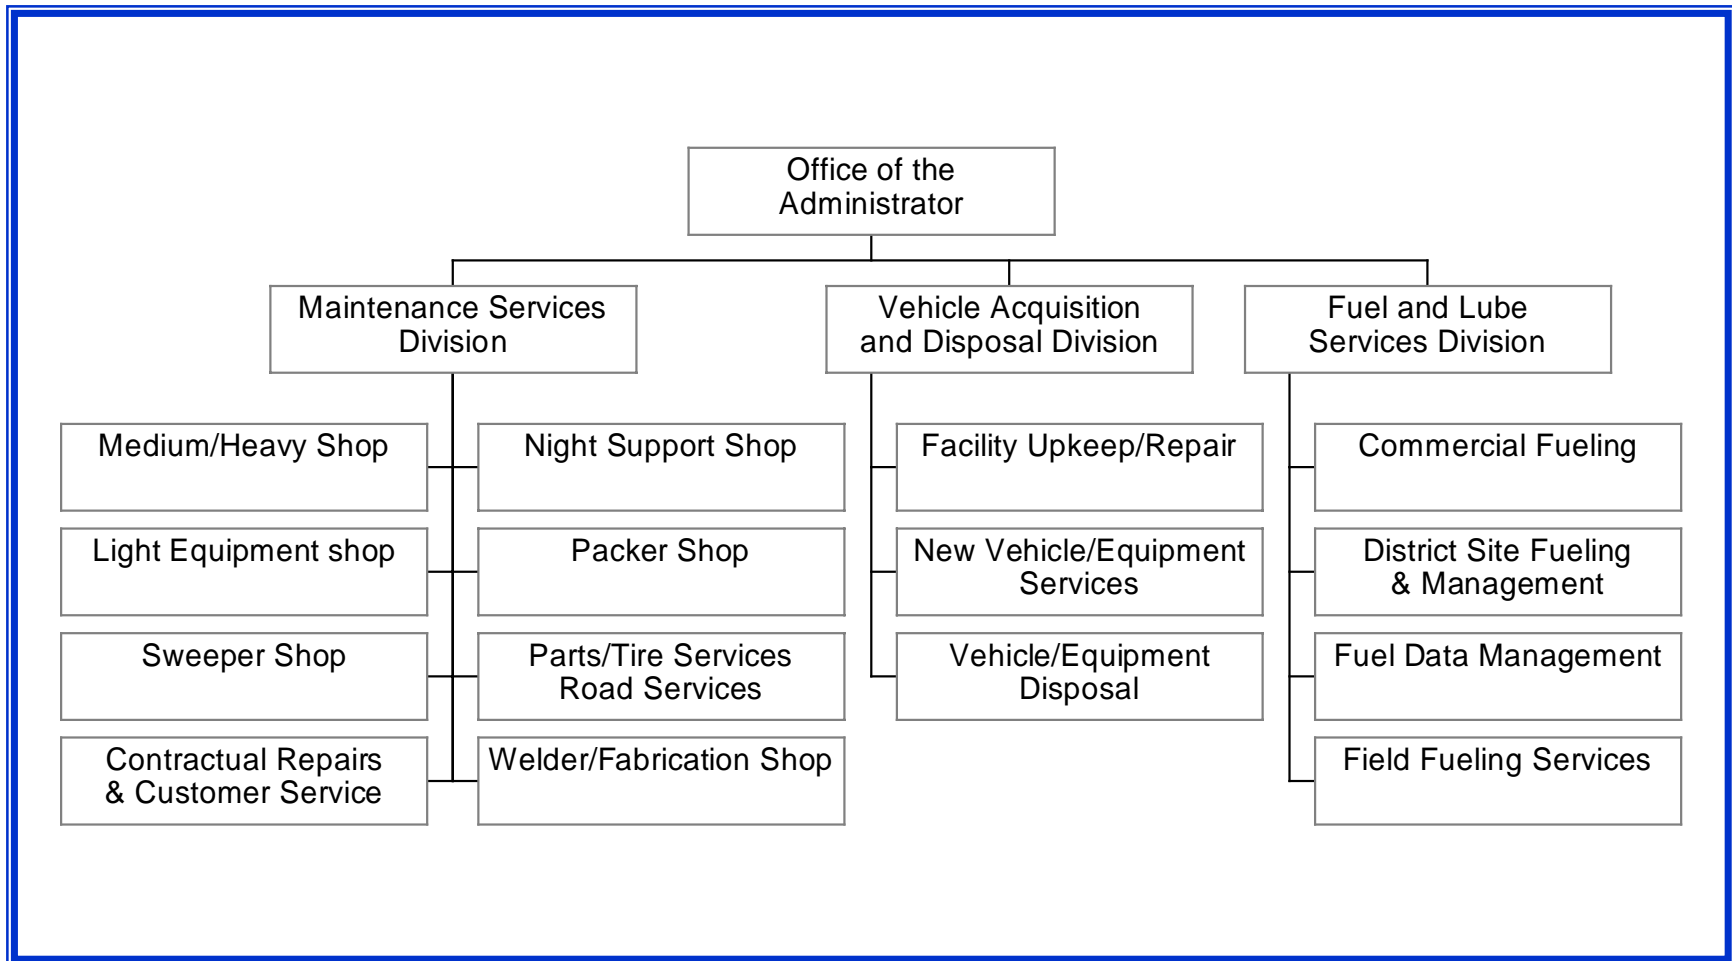 Office of the
Administrator
Maintenance Services
Division
Vehicle Acquisition
and Disposal Division
Fuel and Lube
Services Division
Medium/Heavy Shop
Night Support Shop
Facility Upkeep/Repair
Commercial Fueling
Light Equipment shop
Packer Shop
New Vehicle/Equipment
Services
District Site Fueling
& Management
Sweeper Shop
Parts/Tire Services
Road Services
Vehicle/Equipment
Disposal
Fuel Data Management
Contractual Repairs
& Customer Service
Welder/Fabrication Shop
Field Fueling Services